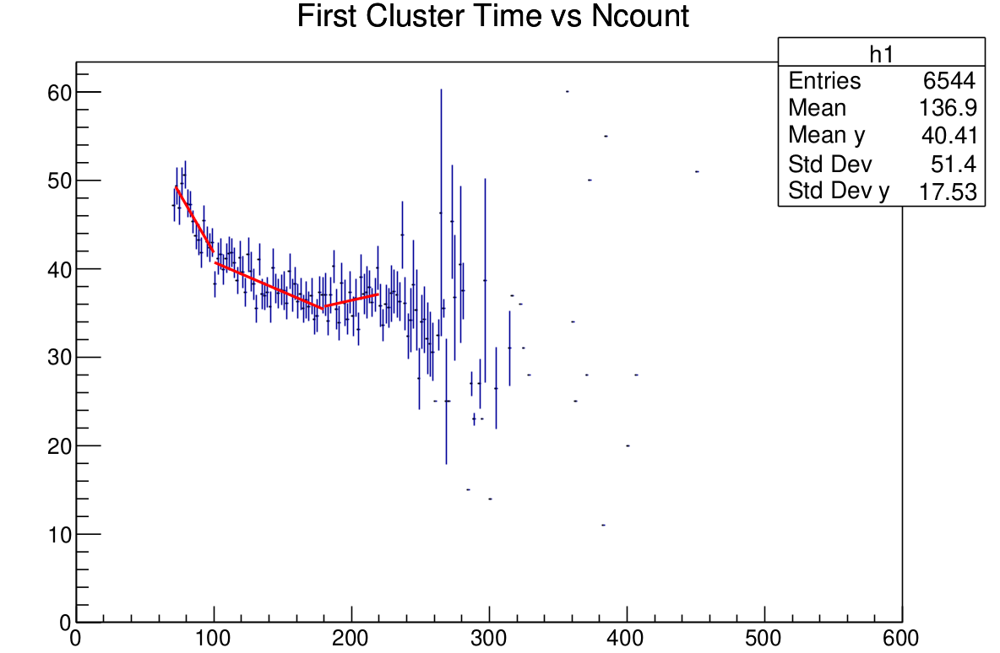 First Cluster Time vs Ncount
h1
Entries 6544
Mean 136.9
Mean y 40.41
Std Dev 51.4
Std Dev y 17.53
60
50
40
30
20
10
0
0 100 200 300 400 500 600